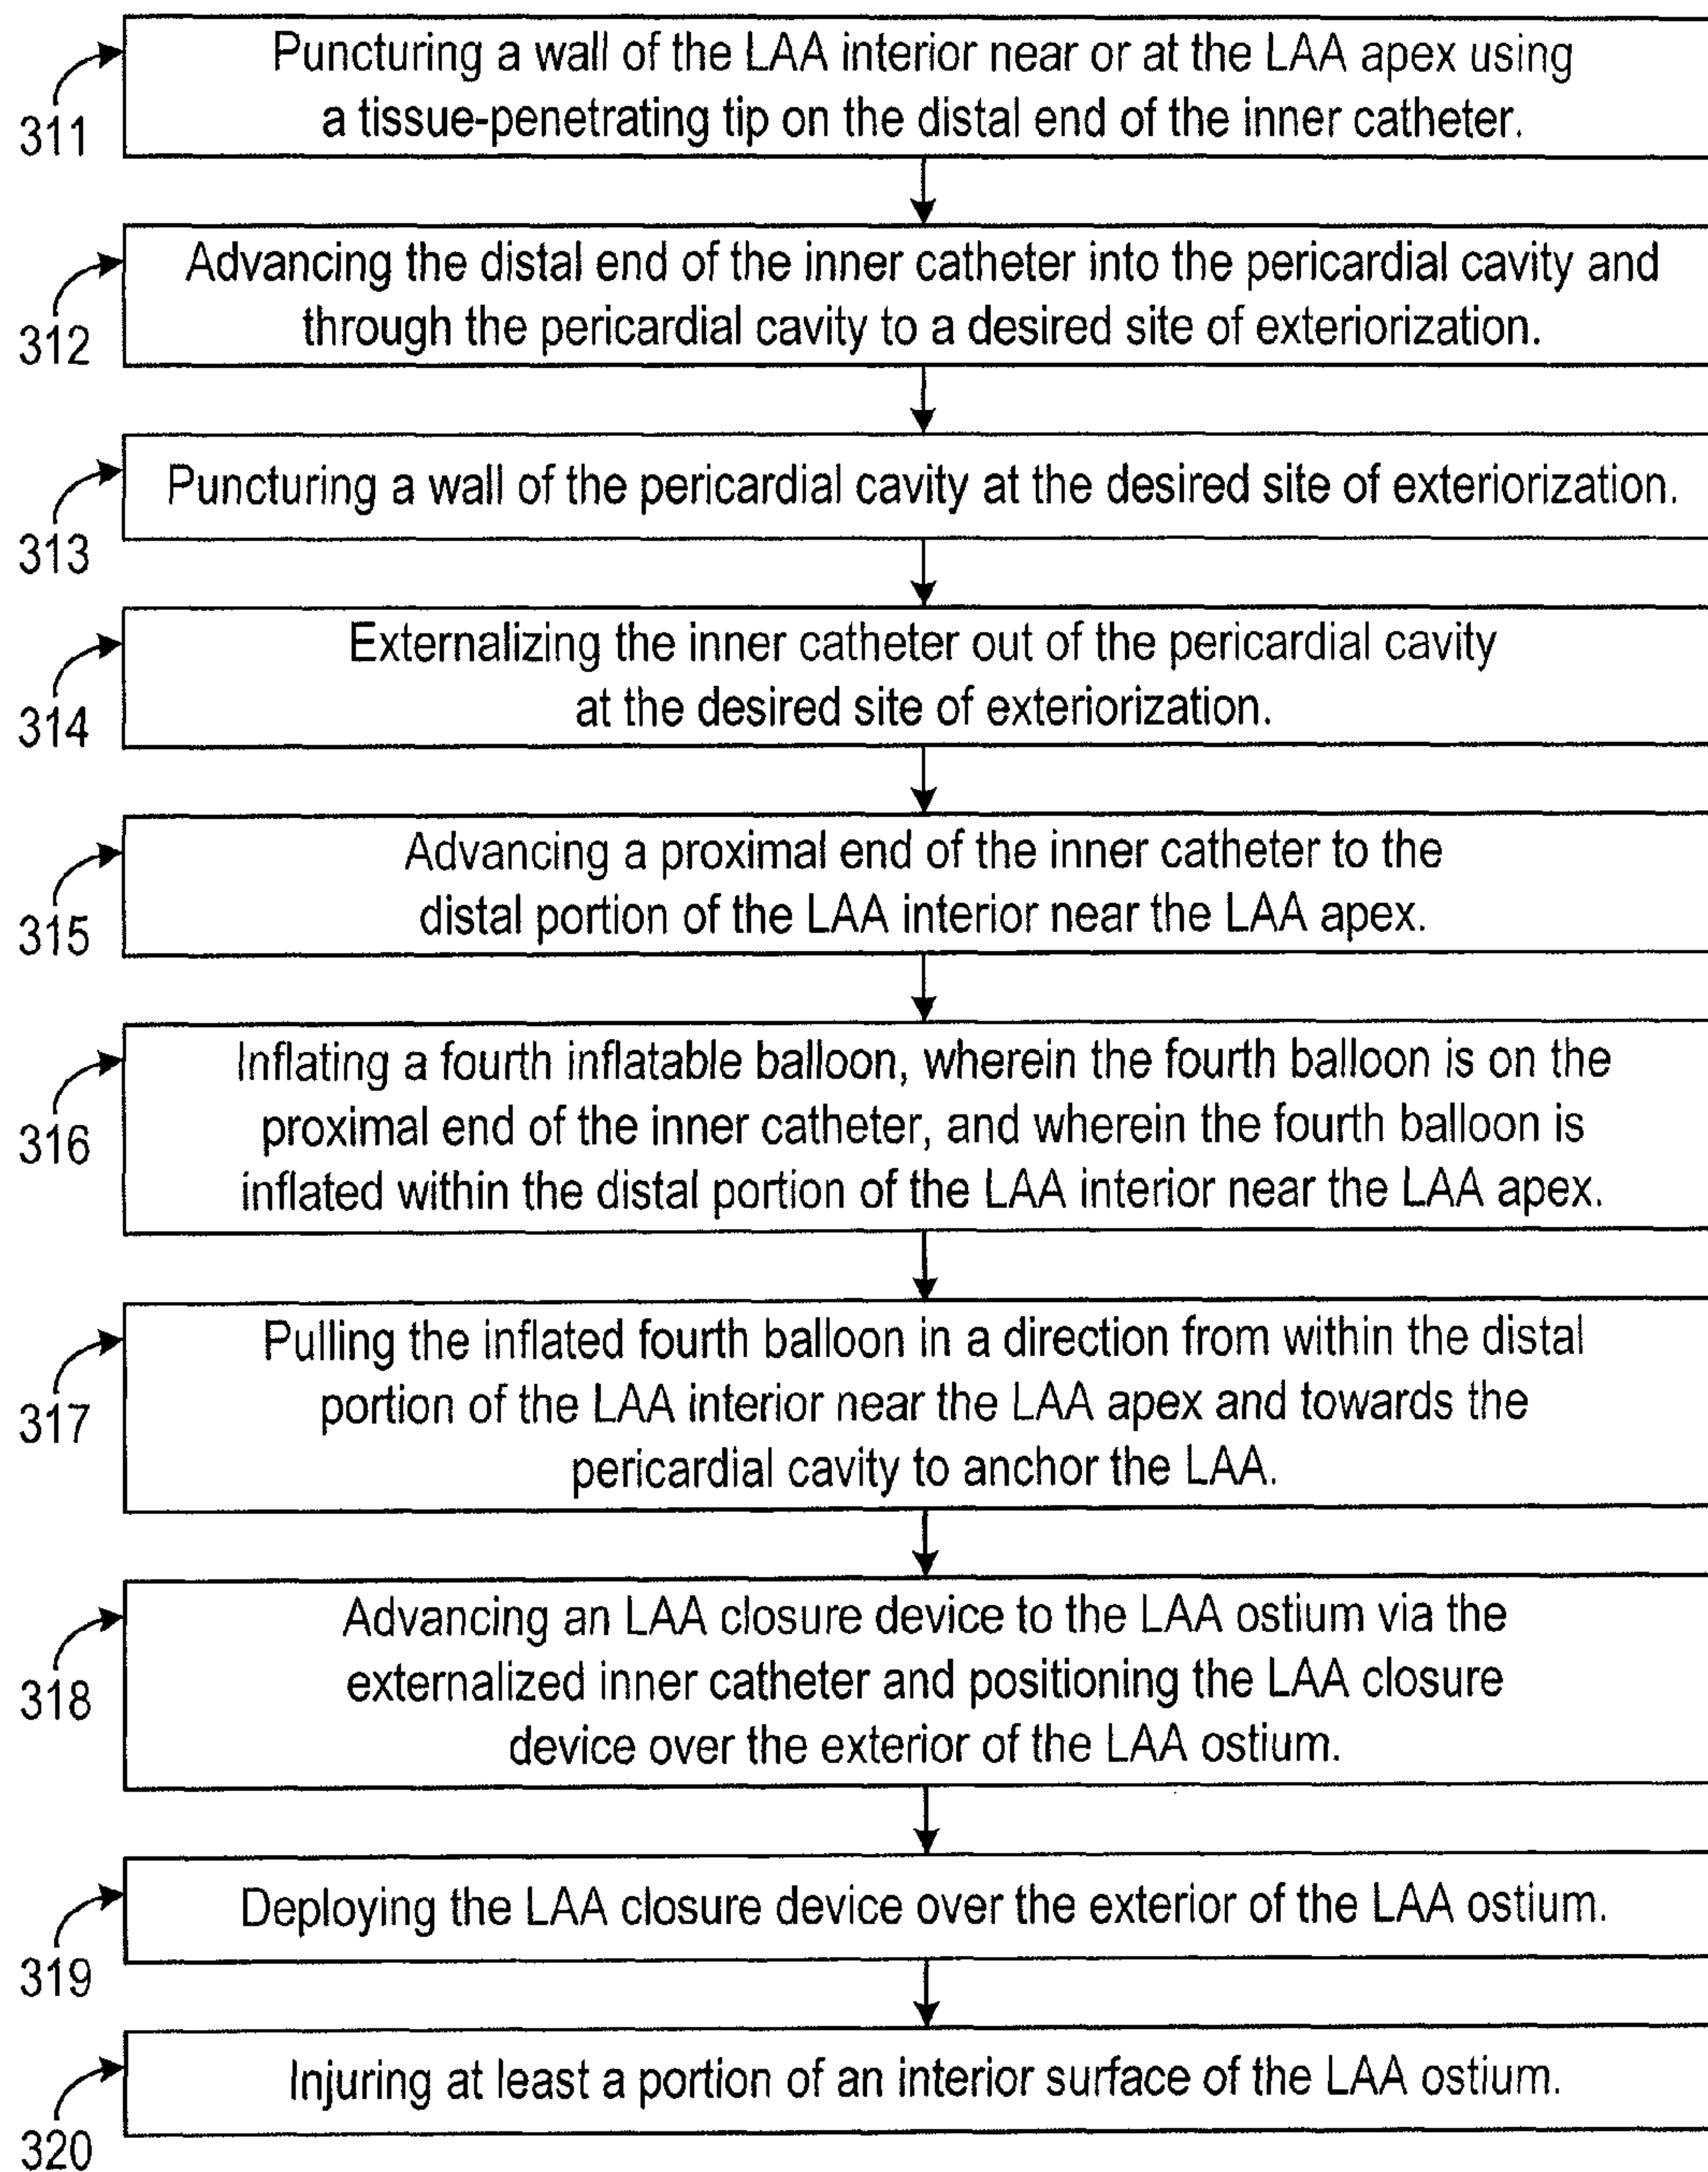 Puncturing a wall of the LAA interior near or at the LAA apex using
a tissue-penetrating tip on the distal end of the inner catheter.
311
Advancing the distal end of the inner catheter into the pericardial cavity and
through the pericardial cavity to a desired site of exteriorization.
312
Puncturing a wall of the pericardial cavity at the desired site of exteriorization.
313
Externalizing the inner catheter out of the pericardial cavity
at the desired site of exteriorization.
314
Advancing a proximal end of the inner catheter to the
distal portion of the LAA interior near the LAA apex.
315
Inflating a fourth inflatable balloon, wherein the fourth balloon is on the
proximal end of the inner catheter, and wherein the fourth balloon is
inflated within the distal portion of the LAA interior near the LAA apex.
316
Pulling the inflated fourth balloon in a direction from within the distal
portion of the LAA interior near the LAA apex and towards the
pericardial cavity to anchor the LAA.
317
Advancing an LAA closure device to the LAA ostium via the
externalized inner catheter and positioning the LAA closure
device over the exterior of the LAA ostium.
318
Deploying the LAA closure device over the exterior of the LAA ostium.
319
Injuring at least a portion of an interior surface of the LAA ostium.
320